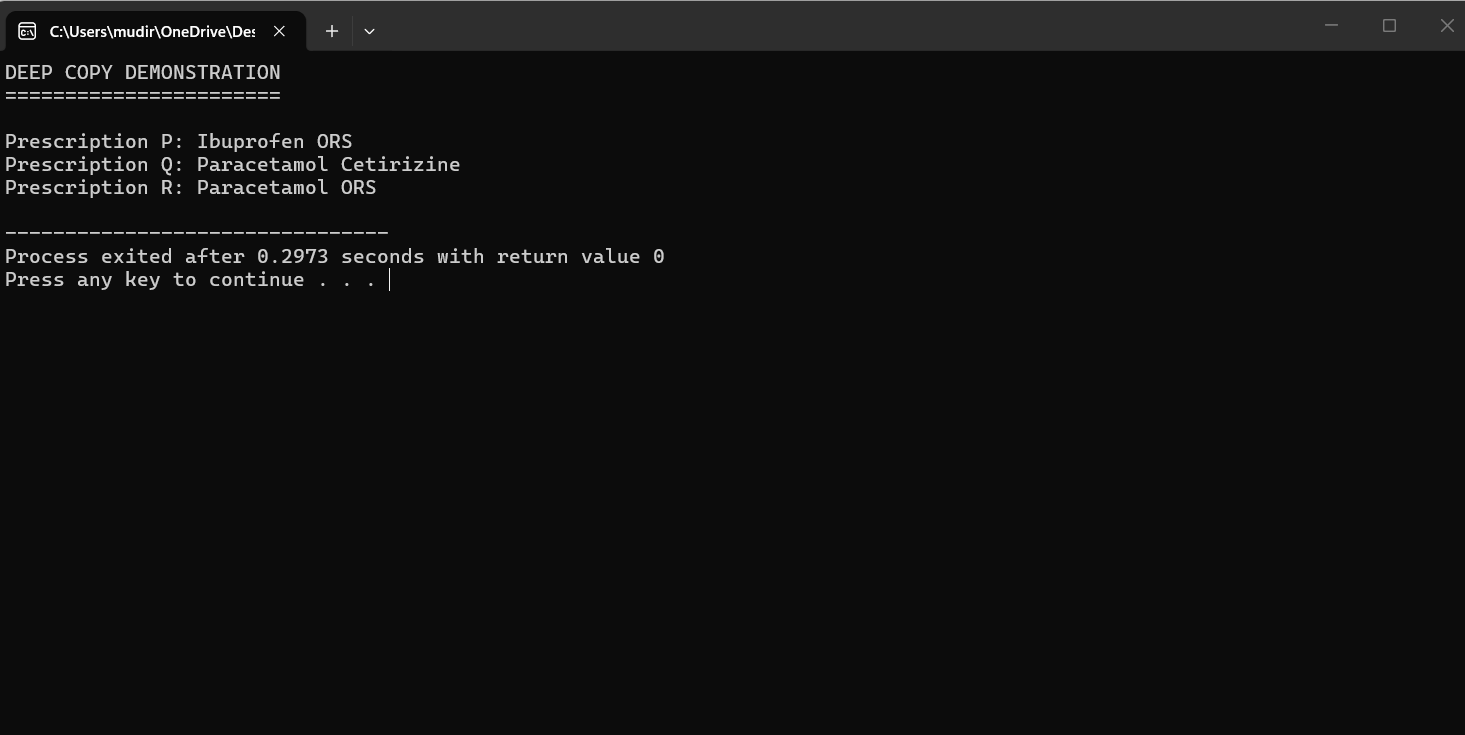 C:\Users\mudir\OneDrive\Des
DEEP COPY DEMONSTRATION
=======================
Prescription P: Ibuprofen ORS
Prescription Q: Paracetamol Cetirizine
Prescription R: Paracetamol ORS
--------------------------------
Process exited after 0.2973 seconds with return value 0
Press any key to continue . . .